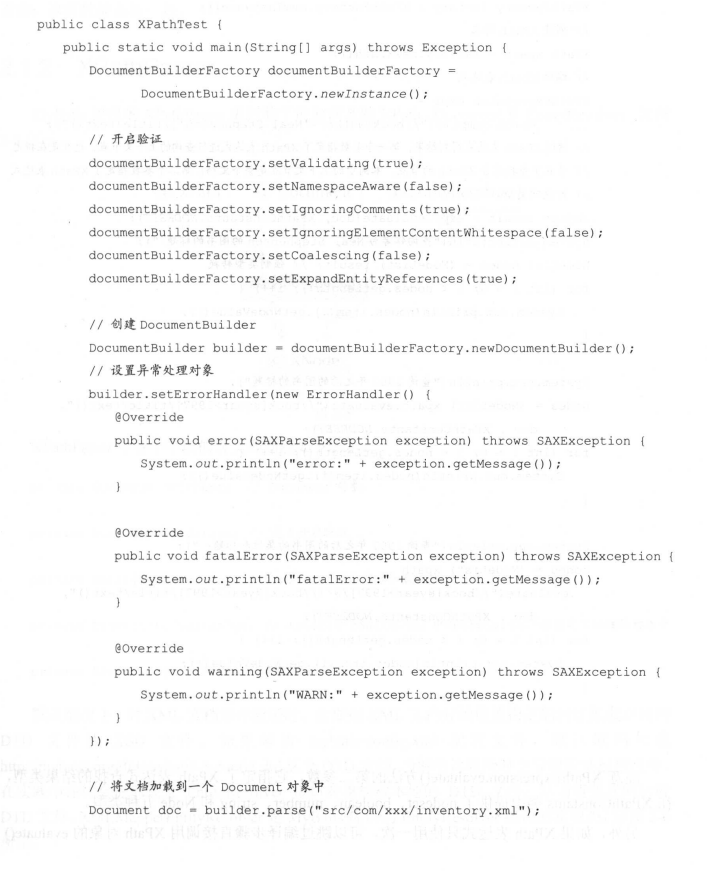 public class XPathTest {
public static void main(String[] args) throws Exception {
DocumentBuilderFactory documentBuilderFactory =
DocumentBuilderFactory.newInstance();
// 开启验证
documentBuilderFactory.setValidating(true);
documentBuilderFactory.setNamespaceAware(false);
documentBuilderFactory.setIgnoringComments(true);
documentBuilderFactory.setIgnoringElementContentWhitespace(false);
documentBuilderFactory.setCoalescing(false);
documentBuilderFactory.setExpandEntityReferences(true);
// 创建 DocumentBuilder
DocumentBuilder builder = documentBuilderFactory.newDocumentBuilder();
// 设置异常处理对象
builder.setErrorHandler(new ErrorHandler() {
@Override
public void error(SAXParseException exception) throws SAXException {
System.out.println("error:" + exception.getMessage());
}
@Override
public void fatalError(SAXParseException exception) throws SAXException {
System.out.println("fatalError:" + exception.getMessage());
}
@Override
public void warning(SAXParseException exception) throws SAXException {
System.out.println("WARN:" + exception.getMessage());
}
});
// 将文档加载到一个 Document 对象中
Document doc = builder.parse("src/com/xxx/inventory.xml");